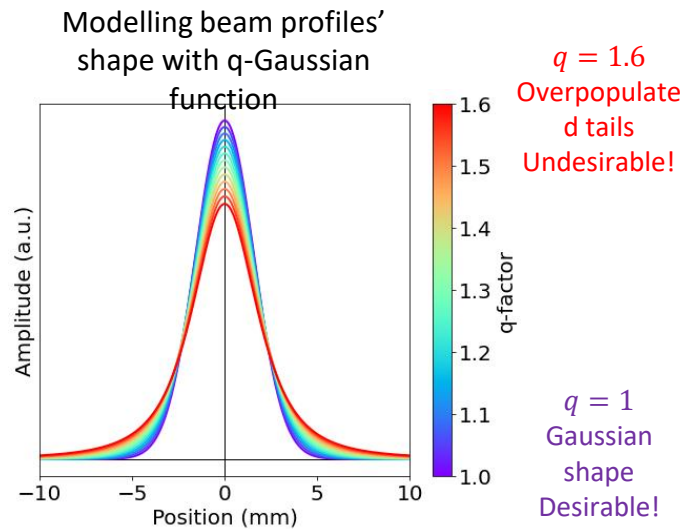 Modelling beam profiles'
shape with q-Gaussian
function
q = 1.6
Overpopulate
d tails
Undesirable!
Amplitude (a.u.)
1.6
1.5
1.4
1.3
1.2
1.1
1.0
q-factor
q = 1
Gaussian
shape
Desirable!
−10
−5
0
5
10
Position (mm)